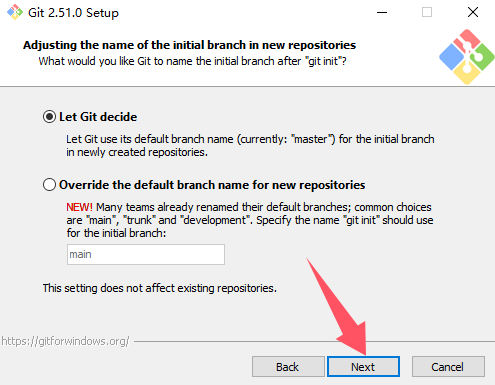 Git 2.51.0 Setup
Adjusting the name of the initial branch in new repositories
What would you like Git to name the initial branch after "git init"?
Let Git decide
Let Git use its default branch name (currently: "master") for the initial branch
in newly created repositories.
Override the default branch name for new repositories
NEW! Many teams already renamed their default branches; common choices
are "main", "trunk" and "development". Specify the name "git init" should use
for the initial branch:
main
This setting does not affect existing repositories.
https://gitforwindows.org/
Back
Next
Cancel